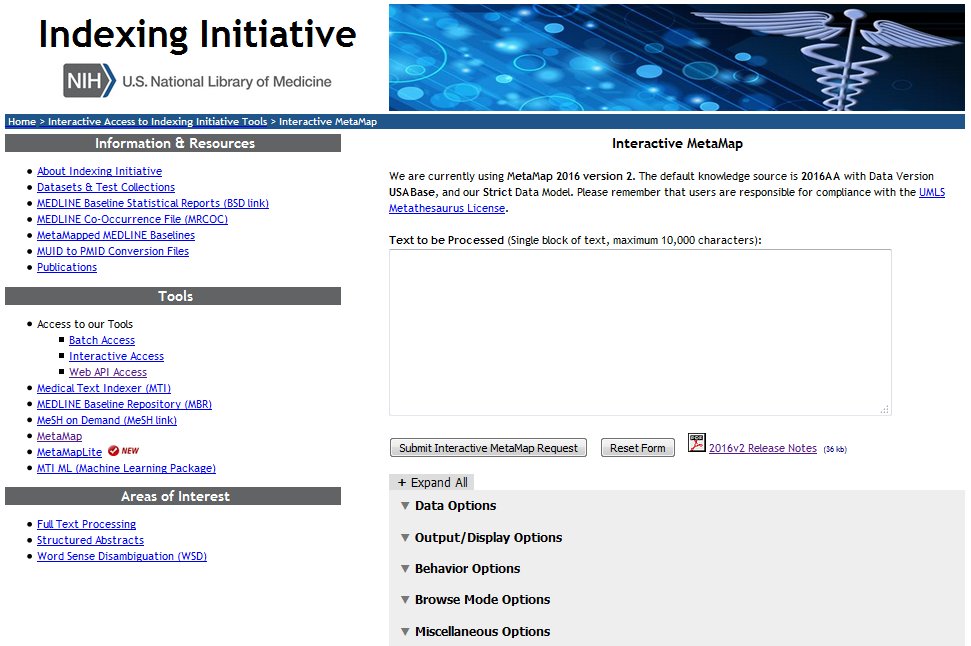 Indexing Initiative
NIH U.S. National Library of Medicine
Home > Interactive Access to Indexing Initiative Tools > Interactive MetaMap
Information & Resources
About Indexing Initiative
Datasets & Test Collections
MEDLINE Baseline Statistical Reports (BSD link)
MEDLINE Co-Occurrence File (MRCOC)
MetaMapped MEDLINE Baselines
MUID to PMID Conversion Files
Publications
Tools
Access to our Tools
Batch Access
Interactive Access
Web API Access
Medical Text Indexer (MTI)
MEDLINE Baseline Repository (MBR)
MeSH on Demand (MeSH link)
MetaMap
MetaMapLite NEW
MTI ML (Machine Learning Package)
Areas of Interest
Full Text Processing
Structured Abstracts
Word Sense Disambiguation (WSD)
Interactive MetaMap
We are currently using MetaMap 2016 version 2. The default knowledge source is 2016AA with Data Version
USABase, and our Strict Data Model. Please remember that users are responsible for compliance with the UMLS
Metathesaurus License.
Text to be Processed (Single block of text, maximum 10,000 characters):
Submit Interactive MetaMap Request Reset Form PDF 2016v2 Release Notes (36 kb)
+ Expand All
Data Options
Output/Display Options
Behavior Options
Browse Mode Options
Miscellaneous Options